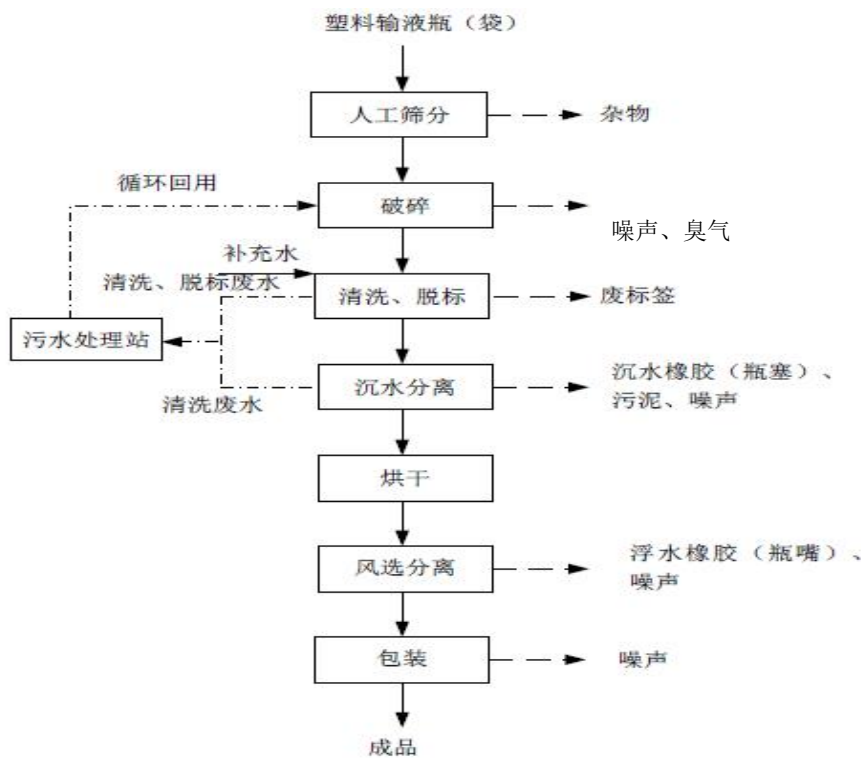 塑料输液瓶（袋）
人工筛分
杂物
循环回用
破碎
噪声、臭气
补充水
清洗、脱标废水
清洗、脱标
废标签
污水处理站
沉水分离
沉水橡胶（瓶塞）、
污泥、噪声
清洗废水
烘干
风选分离
浮水橡胶（瓶嘴）、
噪声
包装
噪声
成品